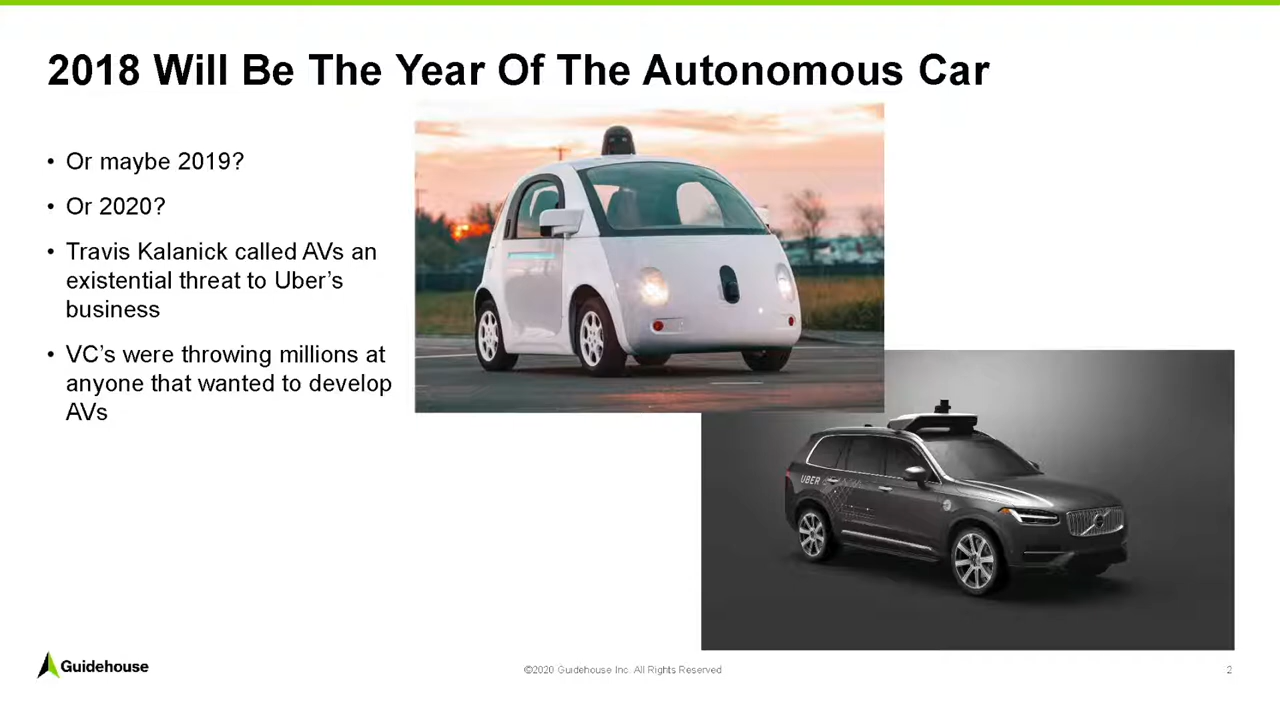 2018 Will Be The Year Of The Autonomous Car
• Or maybe 2019?
• Or 2020?
• Travis Kalanick called AVs an
existential threat to Uber's
business
• VC's were throwing millions at
anyone that wanted to develop
AVs
UBER
Guidehouse
©2020 Guidehouse Inc. All Rights Reserved
2